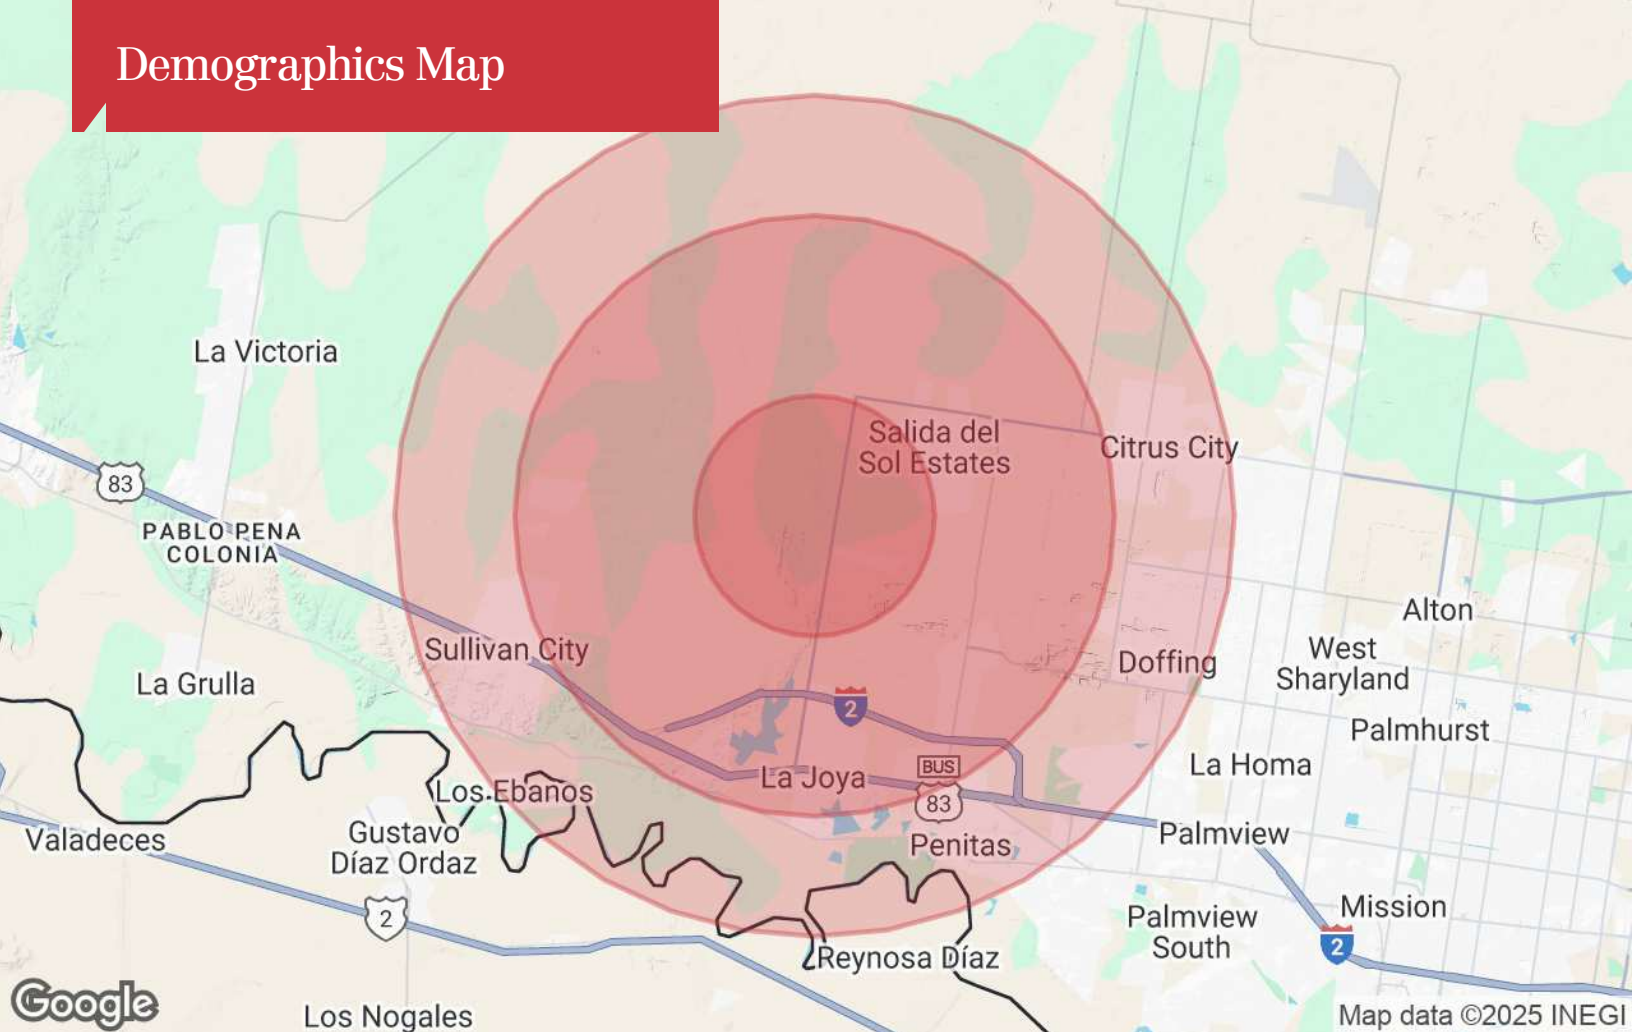 Demographics Map
La Victoria
Salida del
Sol Estates
Citrus City
83
PABLO PENA
COLONIA
Alton
West
Sharyland
Sullivan City
Doffing
La Grulla
2
Palmhurst
La Joya
BUS
83
La Homa
Los Ebanos
Valadeces
Gustavo
Díaz Ordaz
Penitas
Palmview
2
Palmview
South
Mission
2
Reynosa Díaz
Google
Los Nogales
Map data ©2025 INEGI